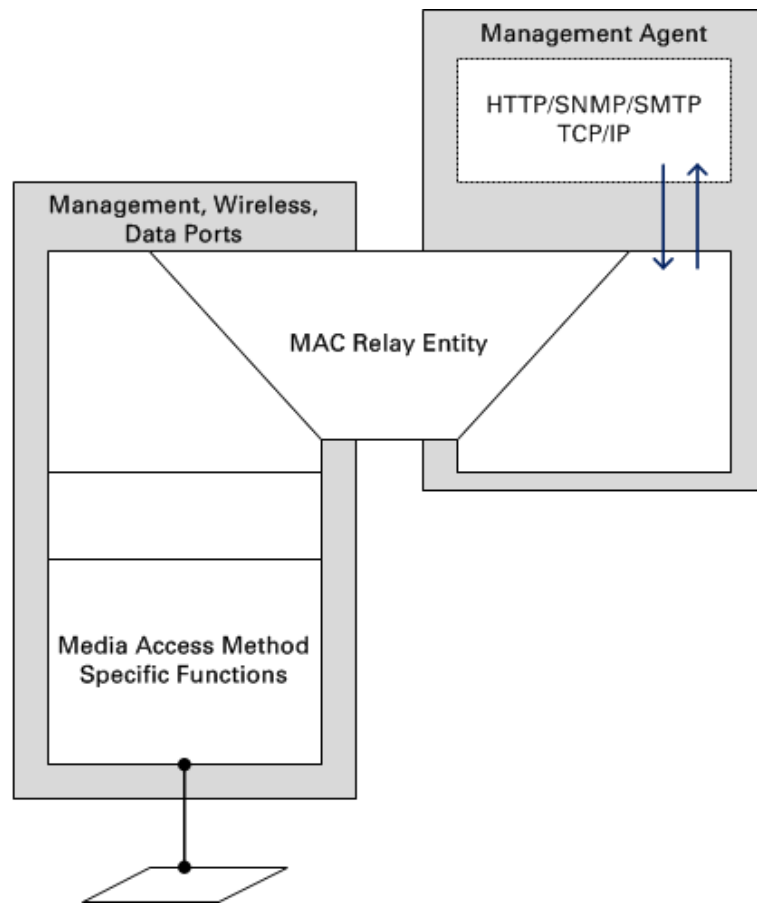 Management Agent
HTTP/SNMP/SMTP
TCP/IP
Management, Wireless,
Data Ports
MAC Relay Entity
Media Access Method
Specific Functions